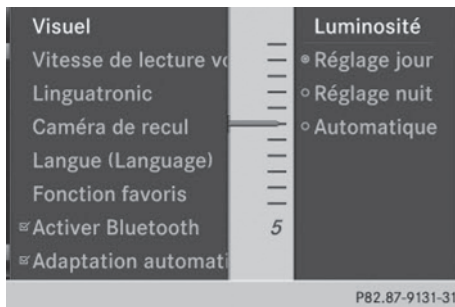 Visuel
Vitesse de lecture vo
Linguatronic
Caméra de recul
Langue (Language)
Fonction favoris
Activer Bluetooth
Adaptation automati
5
Luminosité
Réglage jour
Réglage nuit
Automatique
P82.87-9131-31